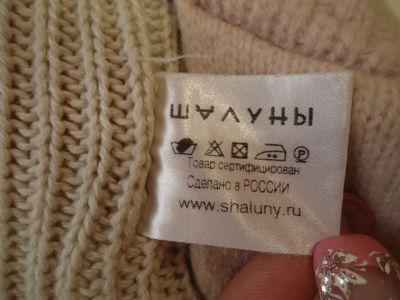 ШАЛУНЫ
Товар сертифицирован
Сделано в РОССИИ
www.shaluny.ru